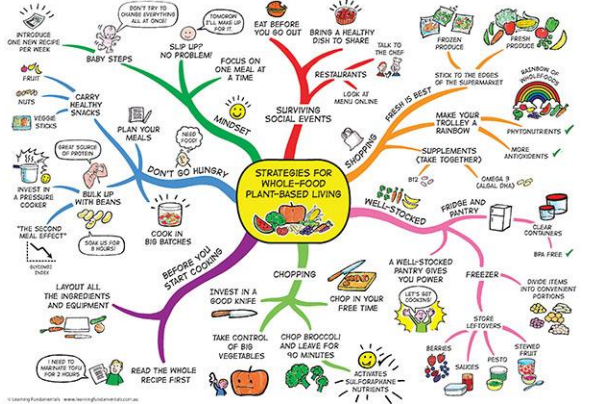 STRATEGIES FOR
WHOLE-FOOD
PLANT-BASED LIVING
MINDSET
BABY STEPS
INTRODUCE
ONE NEW RECIPE
PER WEEK
DON'T TRY TO
CHANGE EVERYTHING
ALL AT ONCE!
SLIP UP?
NO PROBLEM!
TOMORROW
I'LL MAKE UP
FOR IT
FOCUS ON
ONE MEAL AT
A TIME
SURVIVING
SOCIAL EVENTS
EAT BEFORE
YOU GO OUT
BRING A HEALTHY
DISH TO SHARE
RESTAURANTS
TALK TO
THE CHEF
LOOK AT
MENU ONLINE
SHOPPING
FRESH IS BEST
STICK TO THE EDGES
OF THE SUPERMARKET
FROZEN
PRODUCE
FRESH
PRODUCE
MAKE YOUR
TROLLEY A
RAINBOW
RAINBOW OF
WHOLEFOODS
PHYTONUTRIENTS
MORE
ANTIOXIDENTS
SUPPLEMENTS
(TAKE TOGETHER)
B12
OMEGA 3
(ALGAL DHA)
WELL-STOCKED
FRIDGE AND
PANTRY
CLEAR
CONTAINERS
BPA FREE
A WELL-STOCKED
PANTRY GIVES
YOU POWER
LET'S GET
COOKING!
FREEZER
DIVIDE ITEMS
INTO CONVENIENT
PORTIONS
STORE
LEFTOVERS
BERRIES
SAUCES
PESTO
STEWED
FRUIT
CHOPPING
CHOP IN YOUR
FREE TIME
INVEST IN A
GOOD KNIFE
TAKE CONTROL
OF BIG
VEGETABLES
CHOP BROCCOLI
AND LEAVE FOR
90 MINUTES
ACTIVATES
SULFORAPHANE
NUTRIENTS
BEFORE YOU
START COOKING
LAYOUT ALL
THE INGREDIENTS
AND EQUIPMENT
READ THE WHOLE
RECIPE FIRST
I NEED TO
MARINATE TOFU
FOR 2 HOURS
DON'T GO HUNGRY
PLAN YOUR
MEALS
NEED
FOOD!
CARRY
HEALTHY
SNACKS
FRUIT
NUTS
VEGGIE
STICKS
BULK UP
WITH BEANS
GREAT SOURCE
OF PROTEIN
INVEST IN
A PRESSURE
COOKER
"THE SECOND
MEAL EFFECT"
GLYCEMIC
INDEX
SOAK US FOR
8 HOURS!
COOK IN
BIG BATCHES
© Learning Fundamentals www.learningfundamentals.com.au